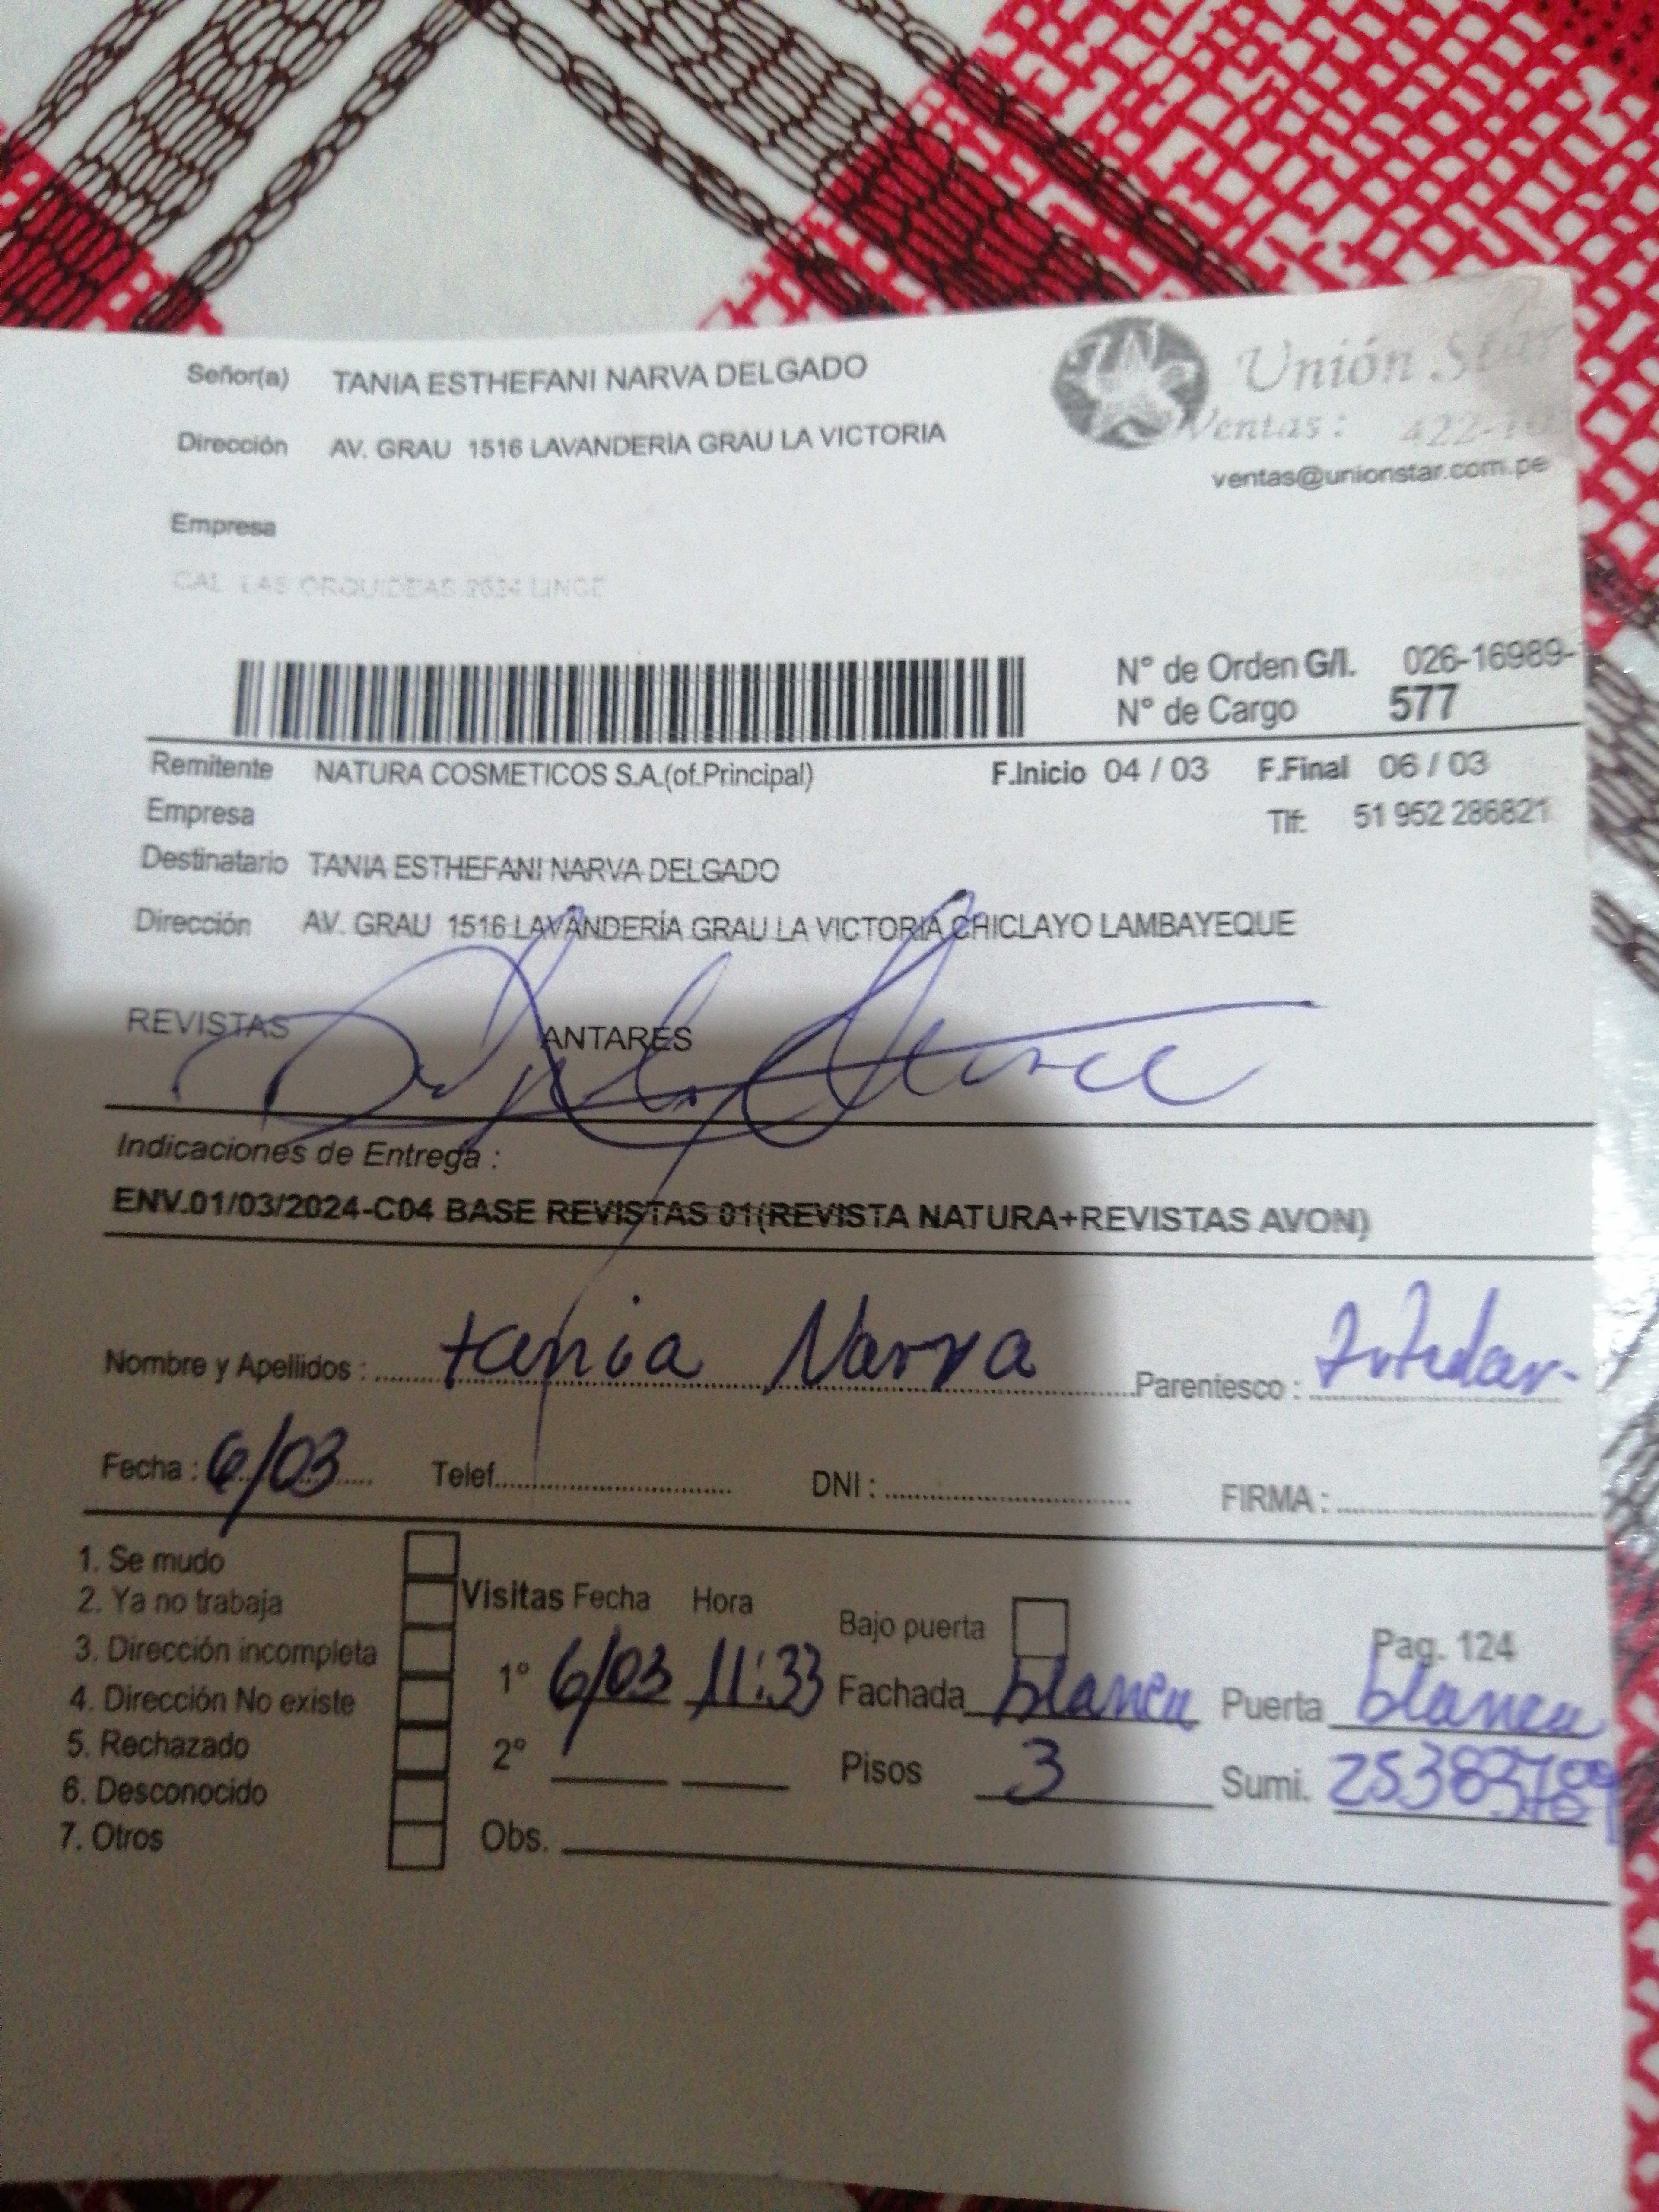 Señor(a) TANIA ESTHEFANI NARVA DELGADO
Unión Star
Dirección AV. GRAU 1516 LAVANDERÍA GRAU LA VICTORIA
Ventas : 422-
ventas@unionstar.com.pe
Empresa
CAL LAS ORQUIDEAS 2634 LINCE
N° de Orden G/I. 026-16989-
N° de Cargo 577
Remitente NATURA COSMETICOS S.A.(of.Principal) F.Inicio 04 / 03 F.Final 06 / 03
Empresa Tlf: 51 952 286821
Destinatario TANIA ESTHEFANI NARVA DELGADO
Dirección AV. GRAU 1516 LAVANDERÍA GRAU LA VICTORIA CHICLAYO LAMBAYEQUE
REVISTAS ANTARES
Indicaciones de Entrega :
ENV.01/03/2024-C04 BASE REVISTAS 01(REVISTA NATURA+REVISTAS AVON)
Nombre y Apellidos : tania Narva Parentesco :
Fecha : 6/03 Telef. DNI : FIRMA :
1. Se mudo
2. Ya no trabaja
3. Dirección incompleta
4. Dirección No existe
5. Rechazado
6. Desconocido
7. Otros
Visitas Fecha Hora
1° 6/03 11:33
2°
Obs.
Bajo puerta Pag. 124
Fachada blanca Puerta blanca
Pisos 3 Sumi.